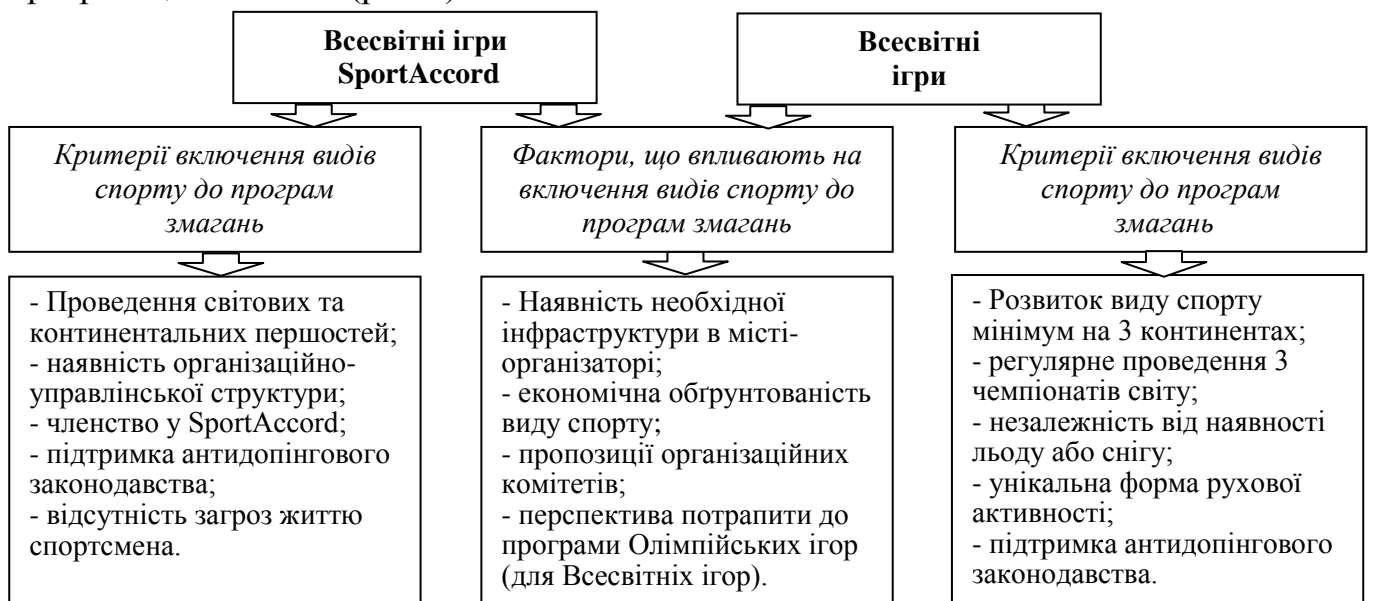 Всесвітні ігри
SportAccord
Всесвітні
ігри
Критерії включення видів
спорту до програм
змагань
Фактори, що впливають на
включення видів спорту до
програм змагань
Критерії включення видів
спорту до програм
змагань
- Проведення світових та
континентальних першостей;
- наявність організаційно-
управлінської структури;
- членство у SportAccord;
- підтримка антидопінгового
законодавства;
- відсутність загроз життю
спортсмена.
- Наявність необхідної
інфраструктури в місті-
організаторі;
- економічна обґрунтованість
виду спорту;
- пропозиції організаційних
комітетів;
- перспектива потрапити до
програми Олімпійських ігор
(для Всесвітніх ігор).
- Розвиток виду спорту
мінімум на 3 континентах;
- регулярне проведення 3
чемпіонатів світу;
- незалежність від наявності
льоду або снігу;
- унікальна форма рухової
активності;
- підтримка антидопінгового
законодавства.